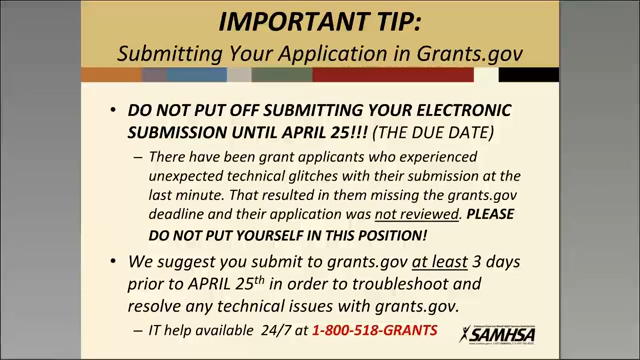 IMPORTANT TIP:
Submitting Your Application in Grants.gov
• DO NOT PUT OFF SUBMITTING YOUR ELECTRONIC
SUBMISSION UNTIL APRIL 25!!! (THE DUE DATE)
– There have been grant applicants who experienced
unexpected technical glitches with their submission at the
last minute. That resulted in them missing the grants.gov
deadline and their application was not reviewed. PLEASE
DO NOT PUT YOURSELF IN THIS POSITION!
• We suggest you submit to grants.gov at least 3 days
prior to APRIL 25th in order to troubleshoot and
resolve any technical issues with grants.gov.
– IT help available 24/7 at 1-800-518-GRANTS
SAMHSA